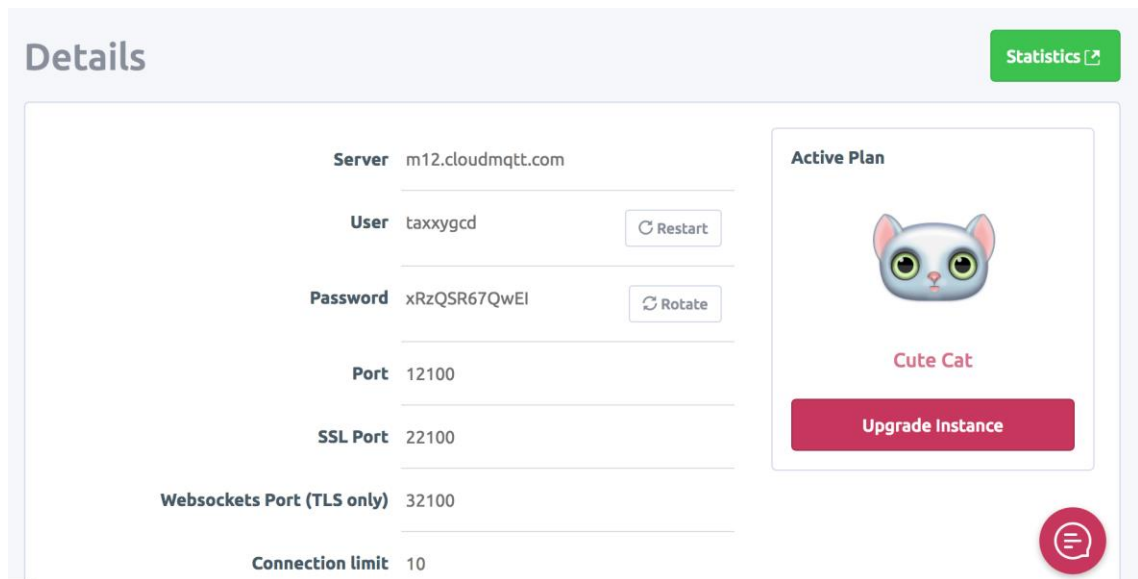 Details
Statistics
Server m12.cloudmqtt.com
Active Plan
User taxxygcd
Restart
Password xRzQSR67QwEI
Rotate
Port 12100
Cute Cat
SSL Port 22100
Upgrade Instance
Websockets Port (TLS only) 32100
Connection limit 10